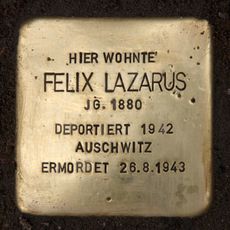 HIER WOHNTE
FELIX LAZARUS
JG. 1880
DEPORTIERT 1942
AUSCHWITZ
ERMORDET 26.8.1943